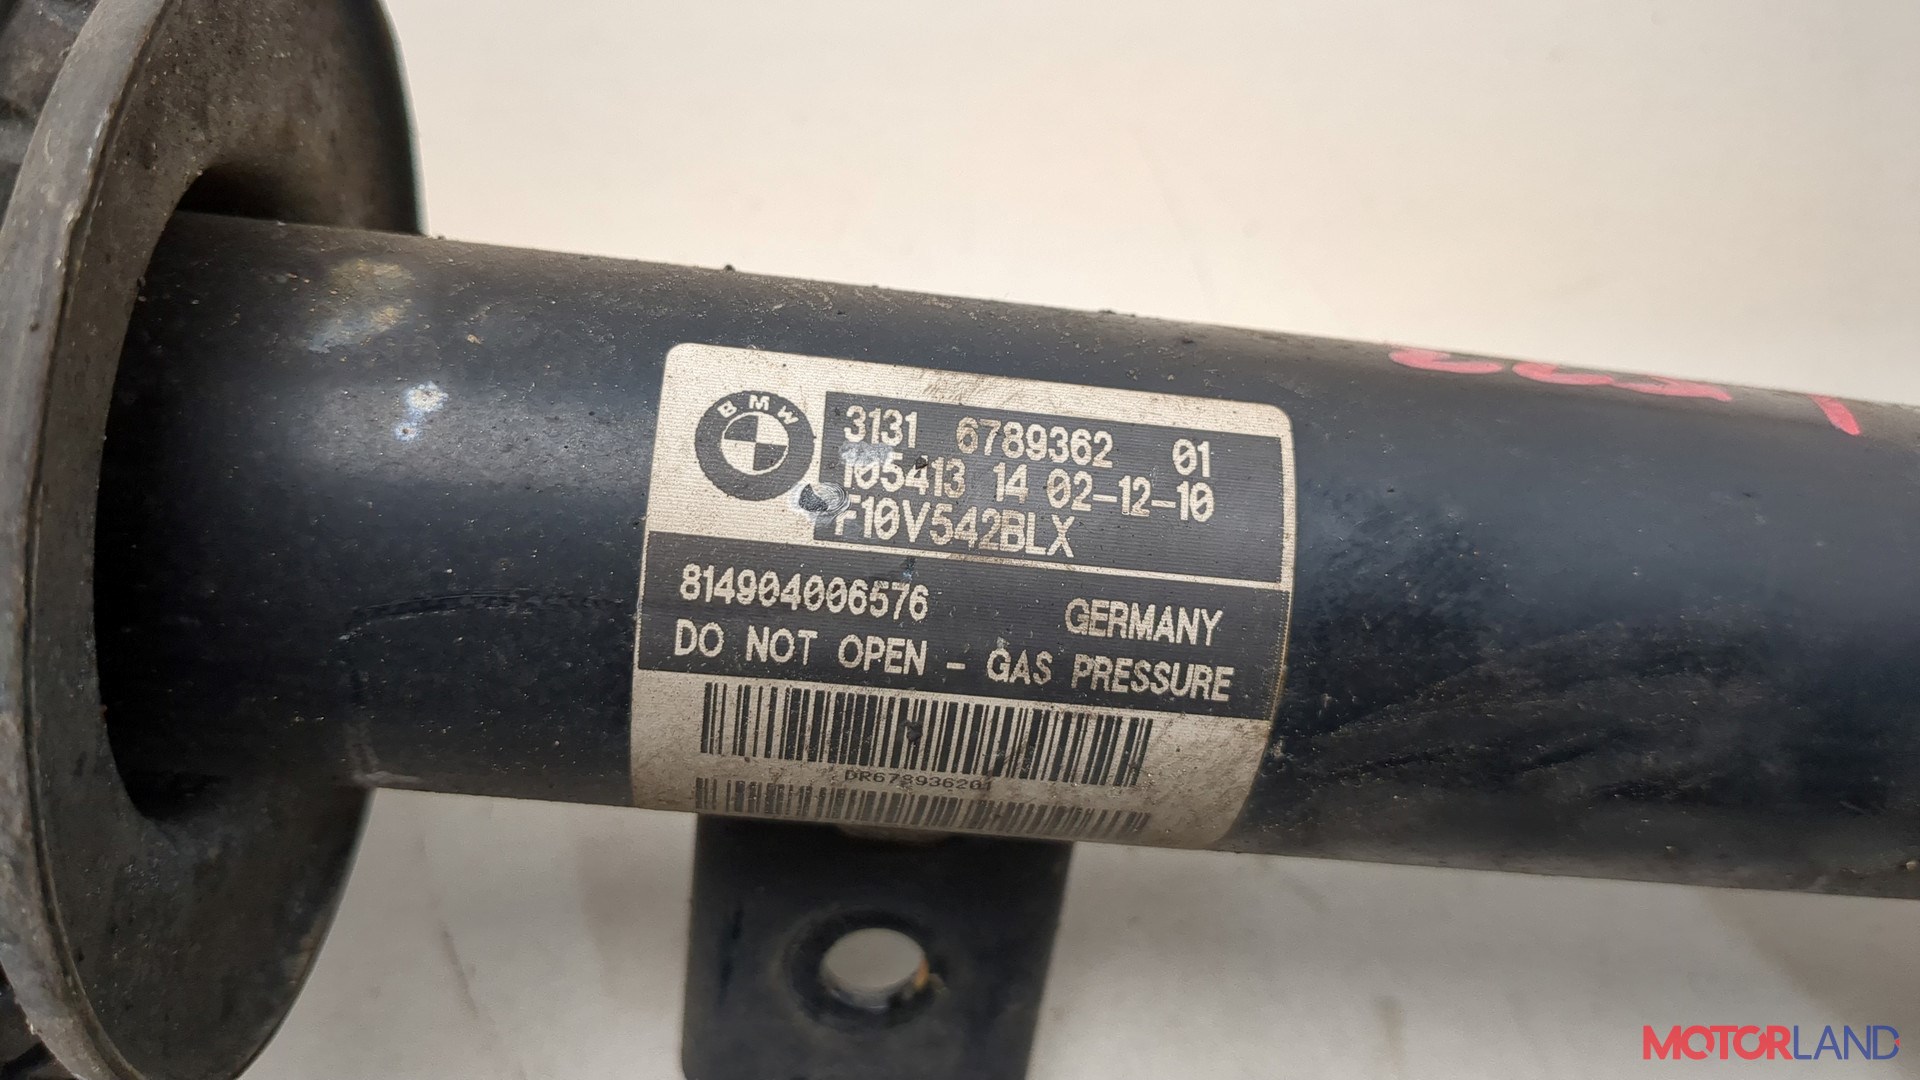 BMW
3131 6789362 01
105413 14 02-12-10
F10V542BLX
814904006576 GERMANY
DO NOT OPEN - GAS PRESSURE
DR678936201
MOTORLAND